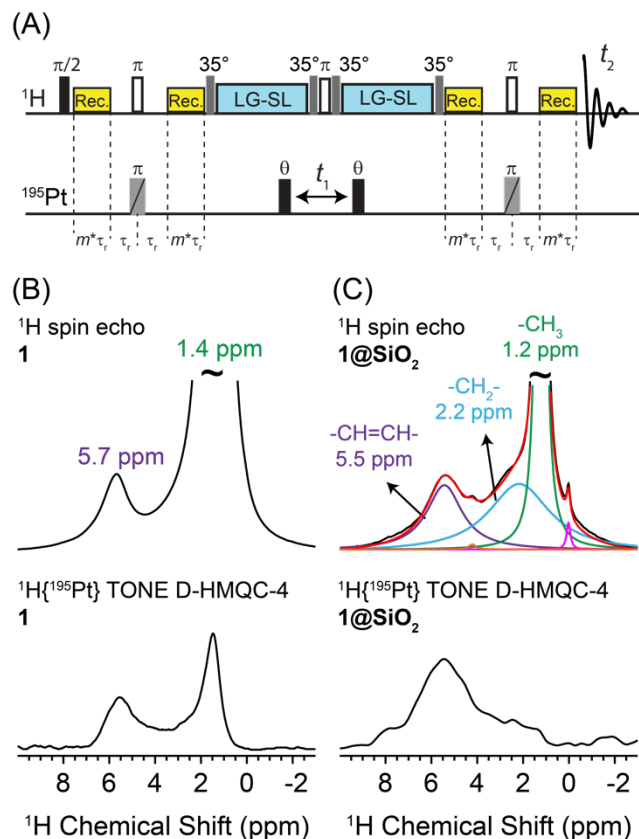 (A)
π/2 π 35° 35° π 35° 35° π t₂
¹H Rec. Rec. LG-SL LG-SL Rec. Rec.
π θ t₁ θ π
¹⁹⁵Pt
m*τᵣ τᵣ τᵣ m*τᵣ m*τᵣ τᵣ τᵣ m*τᵣ
(B)
¹H spin echo
1
1.4 ppm
~
5.7 ppm
¹H{¹⁹⁵Pt} TONE D-HMQC-4
1
8 6 4 2 0 -2
¹H Chemical Shift (ppm)
(C)
¹H spin echo
1@SiO₂
-CH₃
1.2 ppm
~
-CH₂-
2.2 ppm
-CH=CH-
5.5 ppm
¹H{¹⁹⁵Pt} TONE D-HMQC-4
1@SiO₂
8 6 4 2 0 -2
¹H Chemical Shift (ppm)